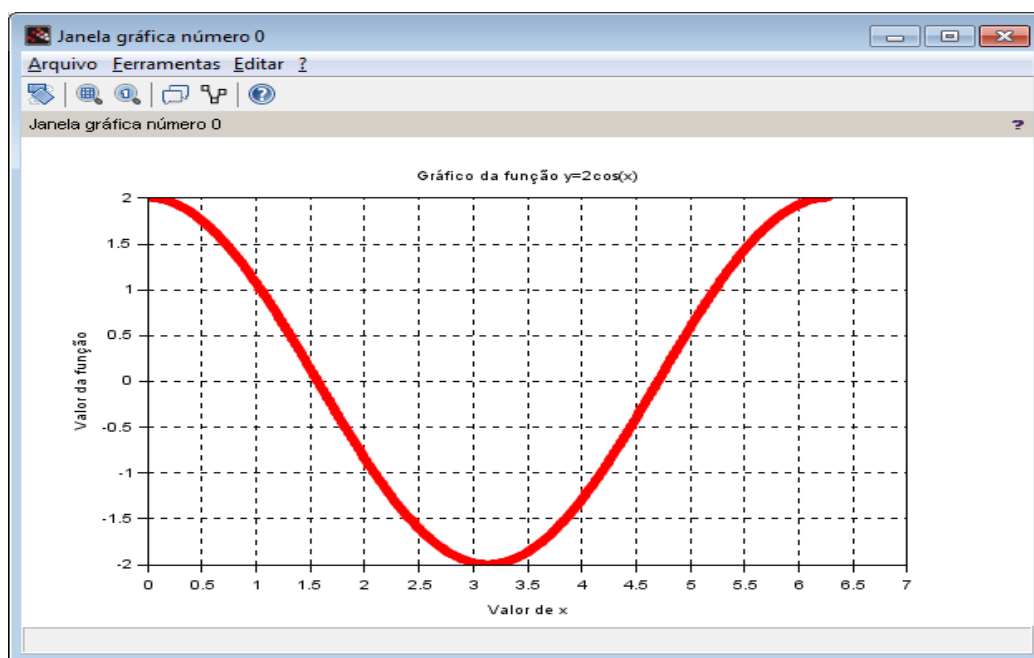 Janela gráfica número 0
Arquivo Ferramentas Editar ?
Janela gráfica número 0 ?
Gráfico da função y=2cos(x)
2
1.5
1
0.5
0
-0.5
-1
-1.5
-2
Valor da função
0 0.5 1 1.5 2 2.5 3 3.5 4 4.5 5 5.5 6 6.5 7
Valor de x